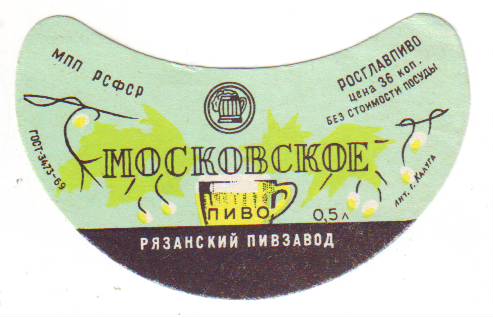 МПП РСФСР
РОСГЛАВПИВО
цена 36 коп.
БЕЗ СТОИМОСТИ ПОСУДЫ
ГОСТ-3473-69
МОСКОВСКОЕ
ПИВО 0,5 л
лит. г. Калуга
РЯЗАНСКИЙ ПИВЗАВОД